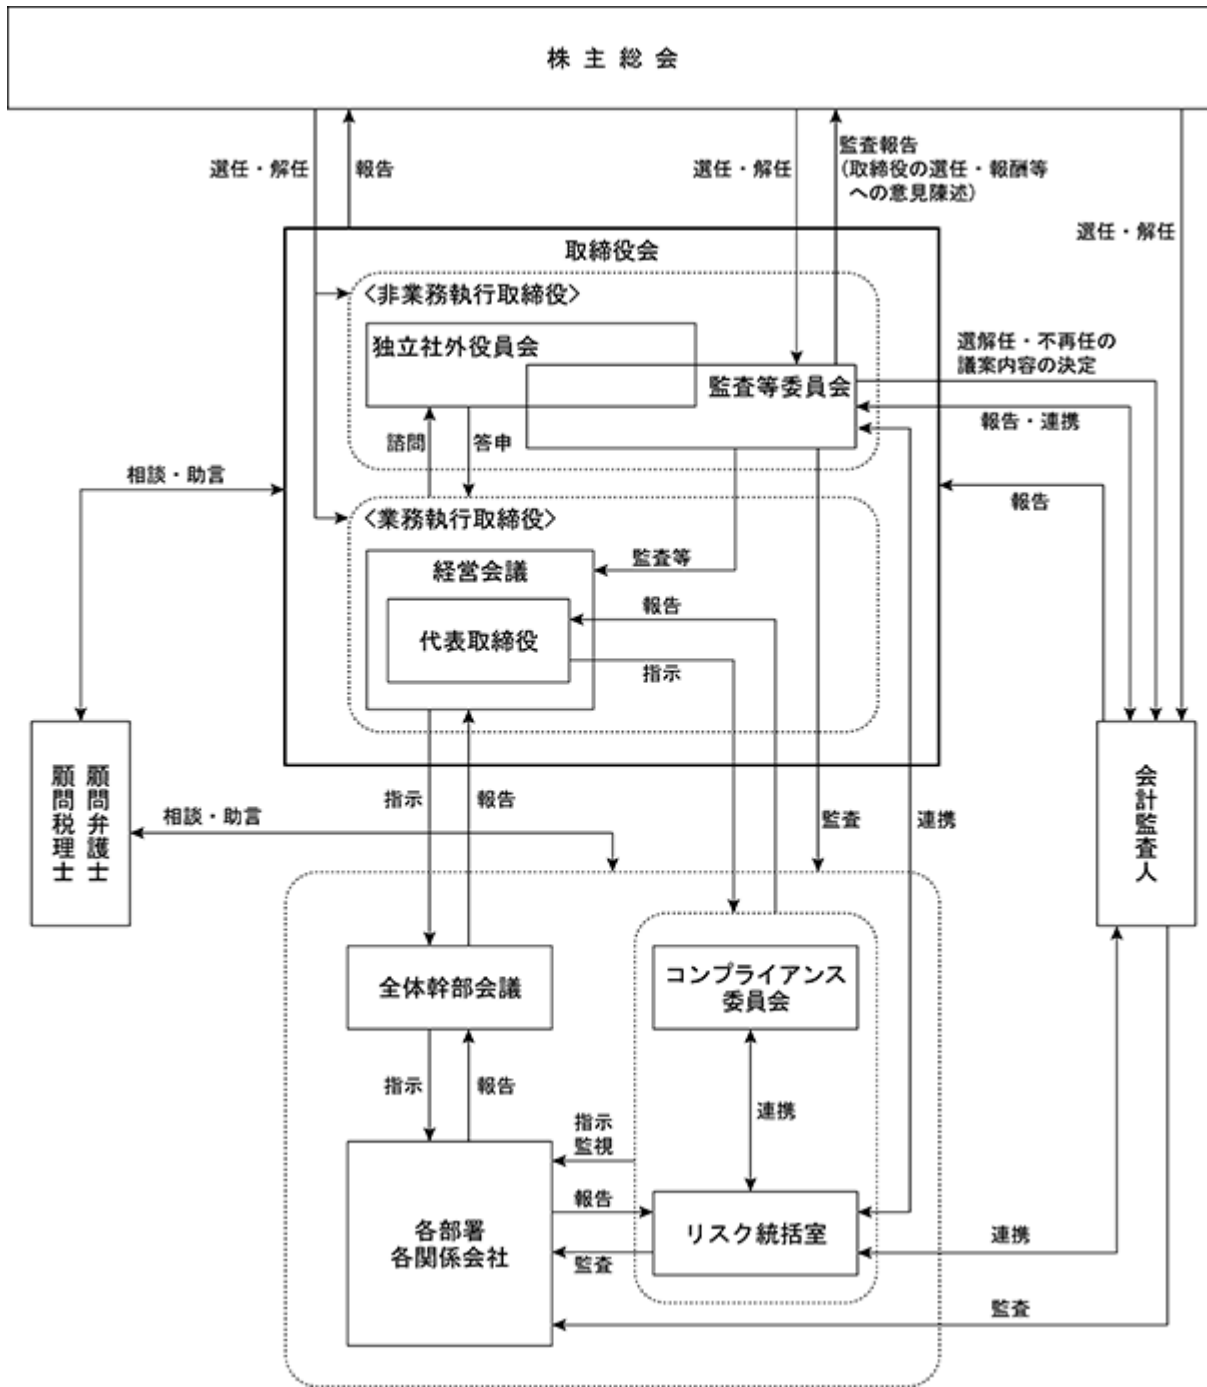 株主総会
選任・解任
報告
選任・解任
監査報告
(取締役の選任・報酬等
への意見陳述)
選任・解任
取締役会
<非業務執行取締役>
独立社外役員会
監査等委員会
選解任・不再任の
議案内容の決定
報告・連携
諮問
答申
相談・助言
報告
<業務執行取締役>
監査等
経営会議
報告
代表取締役
指示
顧問弁護士
顧問税理士
会計監査人
指示
報告
相談・助言
監査
連携
全体幹部会議
コンプライアンス
委員会
指示
報告
連携
指示
監視
報告
各部署
各関係会社
リスク統括室
監査
連携
監査